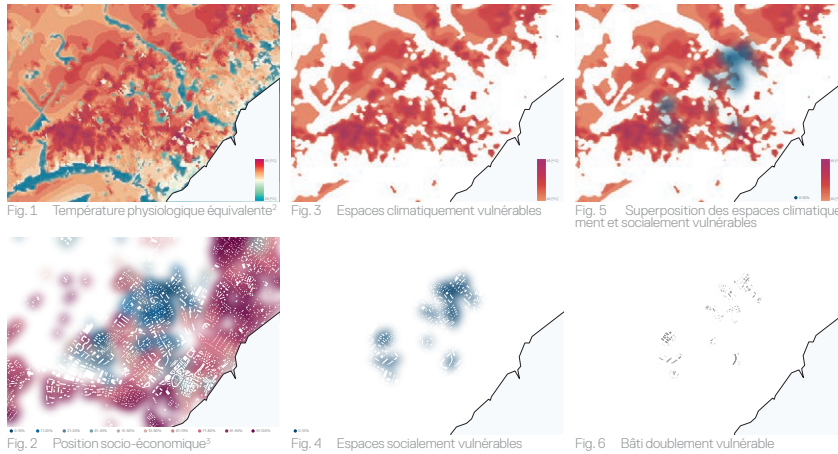 Fig. 1 Température physiologique équivalente²
Fig. 3 Espaces climatiquement vulnérables
Fig. 5 Superposition des espaces climatique-
ment et socialement vulnérables
Fig. 2 Position socio-économique³
Fig. 4 Espaces socialement vulnérables
Fig. 6 Bâti doublement vulnérable